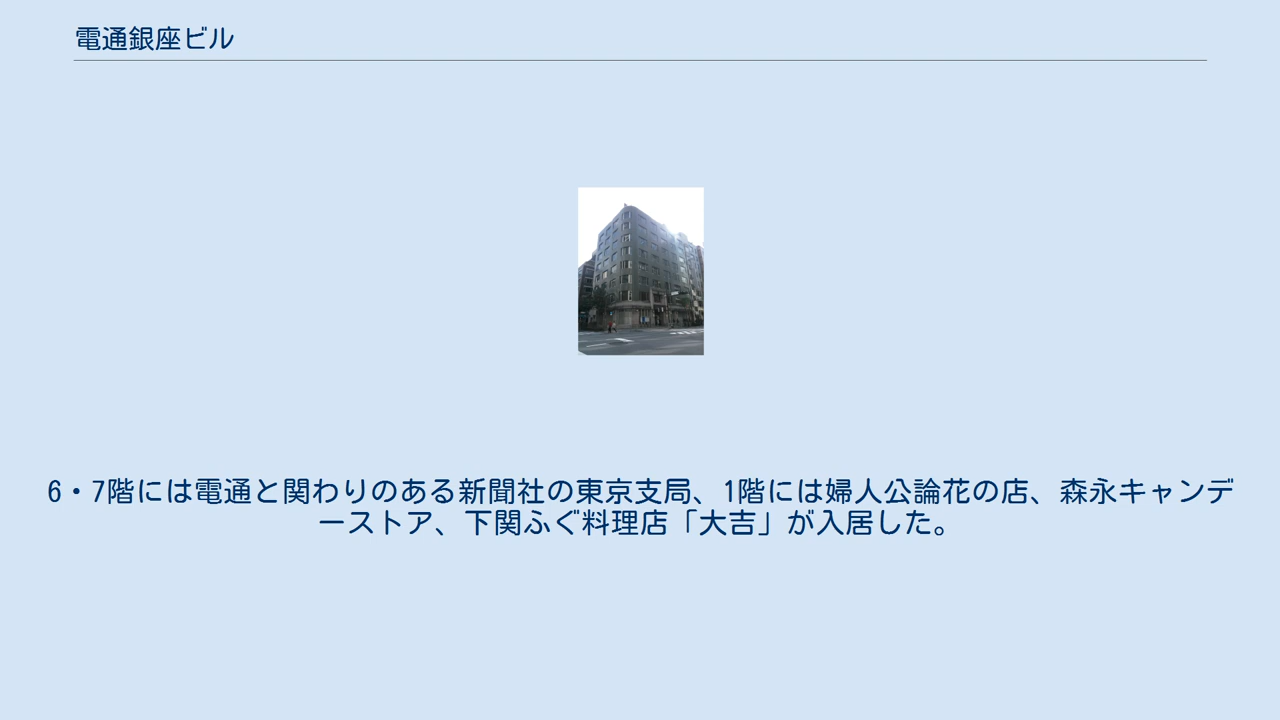 電通銀座ビル
6・7階には電通と関わりのある新聞社の東京支局、1階には婦人公論花の店、森永キャンデ
ーストア、下関ふぐ料理店「大吉」が入居した。